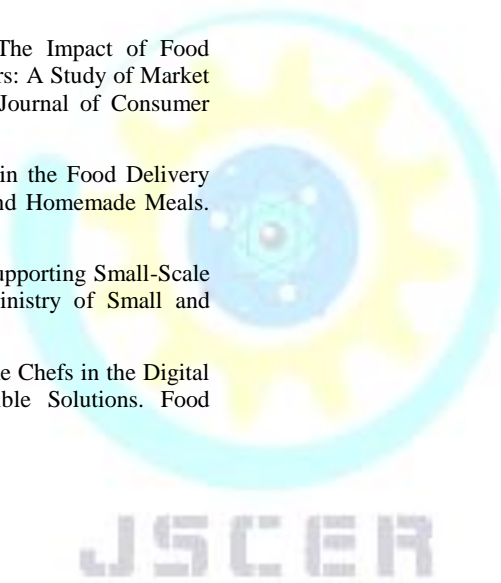 The Impact of Food
rs: A Study of Market
Journal of Consumer
in the Food Delivery
nd Homemade Meals.
upporting Small-Scale
inistry of Small and
e Chefs in the Digital
ible Solutions. Food
JSCER